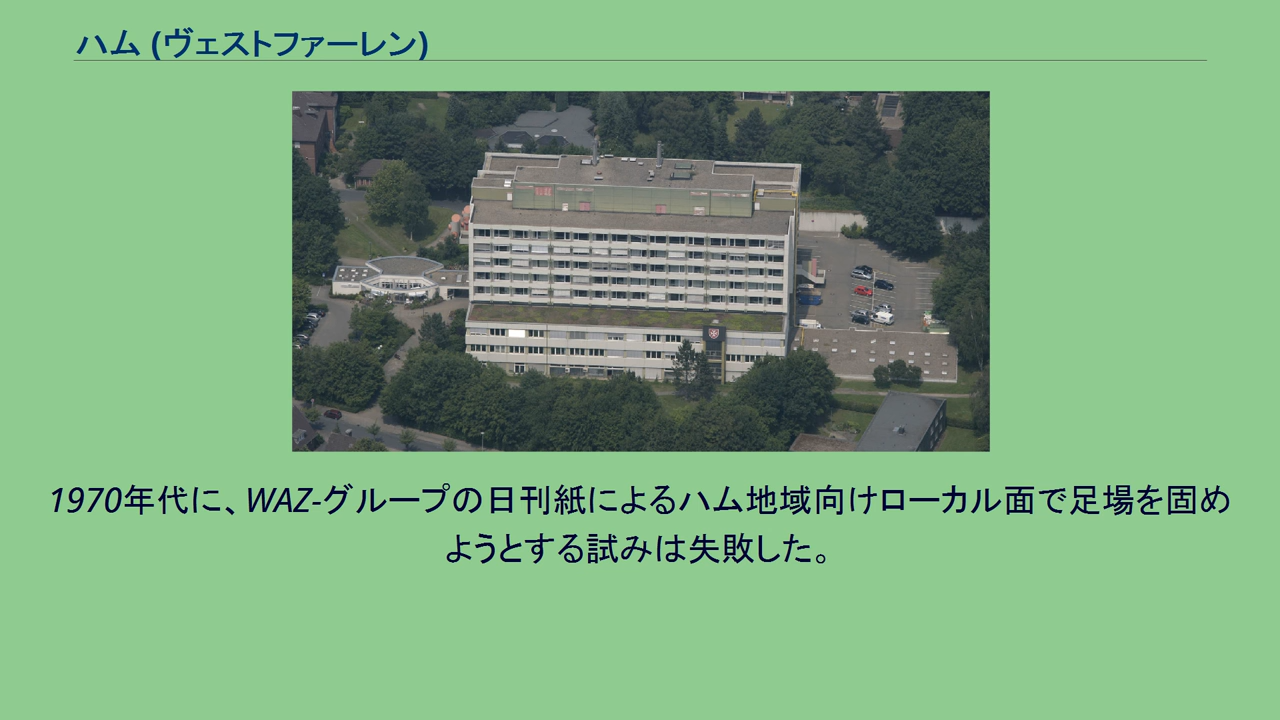 ハム (ヴェストファーレン)
1970年代に、WAZ-グループの日刊紙によるハム地域向けローカル面で足場を固め
ようとする試みは失敗した。